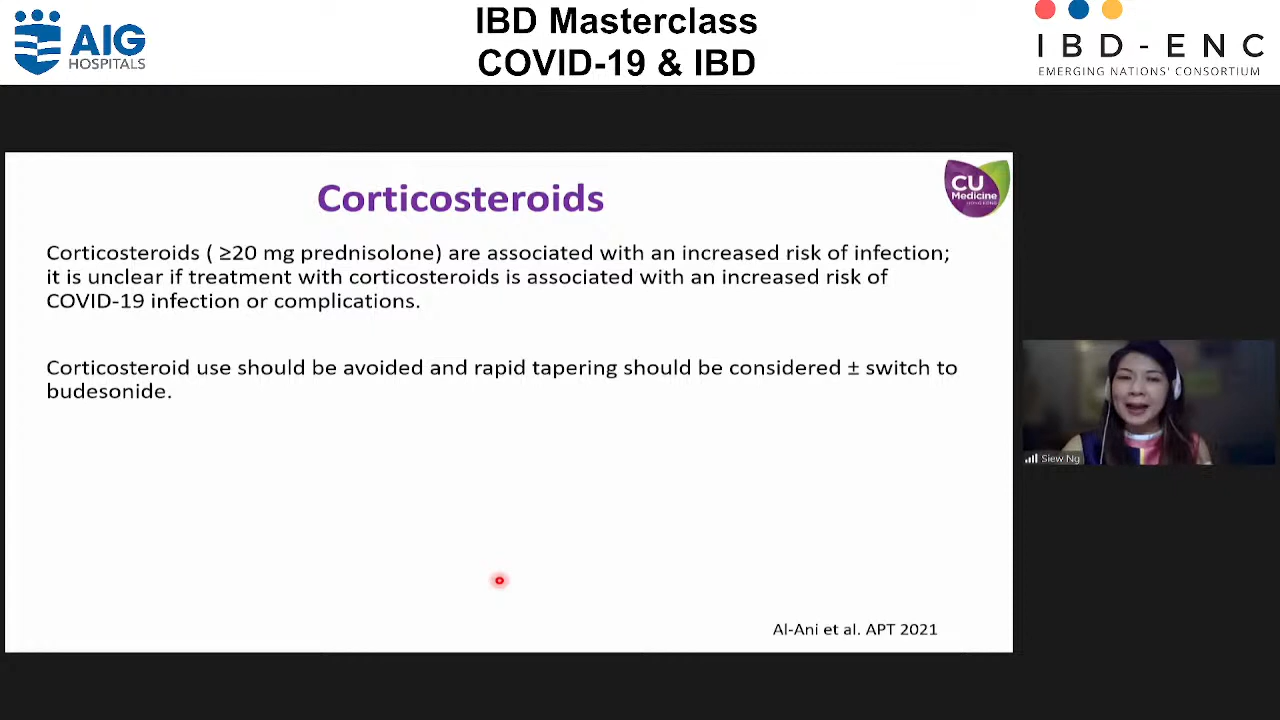 AIG
HOSPITALS
IBD Masterclass
COVID-19 & IBD
IBD-ENC
EMERGING NATIONS' CONSORTIUM
Corticosteroids
CU
Medicine
HONG KONG
Corticosteroids ( ≥20 mg prednisolone) are associated with an increased risk of infection;
it is unclear if treatment with corticosteroids is associated with an increased risk of
COVID-19 infection or complications.
Corticosteroid use should be avoided and rapid tapering should be considered ± switch to
budesonide.
Siew Ng
Al-Ani et al. APT 2021